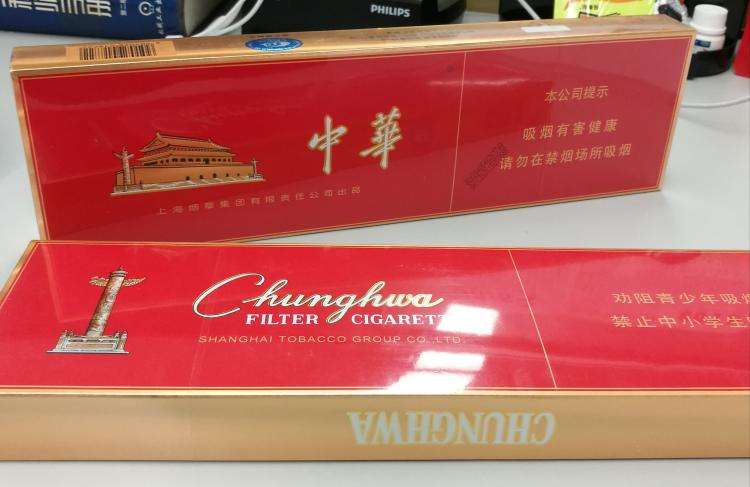 PHILIPS
中華
上海烟草集团有限责任公司出品
本公司提示
吸烟有害健康
请勿在禁烟场所吸烟
Chunghwa
FILTER CIGARETT
SHANGHAI TOBACCO GROUP CO.,LTD.
劝阻青少年吸
禁止中小学生
CHUNGHWA